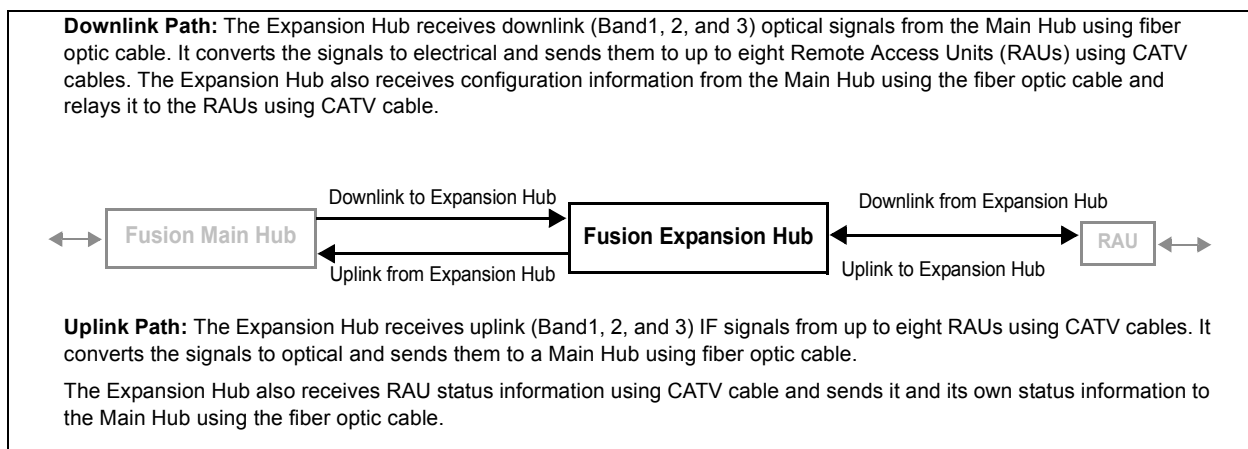 Downlink Path: The Expansion Hub receives downlink (Band1, 2, and 3) optical signals from the Main Hub using fiber
optic cable. It converts the signals to electrical and sends them to up to eight Remote Access Units (RAUs) using CATV
cables. The Expansion Hub also receives configuration information from the Main Hub using the fiber optic cable and
relays it to the RAUs using CATV cable.
Downlink to Expansion Hub
Downlink from Expansion Hub
Fusion Main Hub
Fusion Expansion Hub
RAU
Uplink from Expansion Hub
Uplink to Expansion Hub
Uplink Path: The Expansion Hub receives uplink (Band1, 2, and 3) IF signals from up to eight RAUs using CATV cables. It
converts the signals to optical and sends them to a Main Hub using fiber optic cable.
The Expansion Hub also receives RAU status information using CATV cable and sends it and its own status information to
the Main Hub using the fiber optic cable.